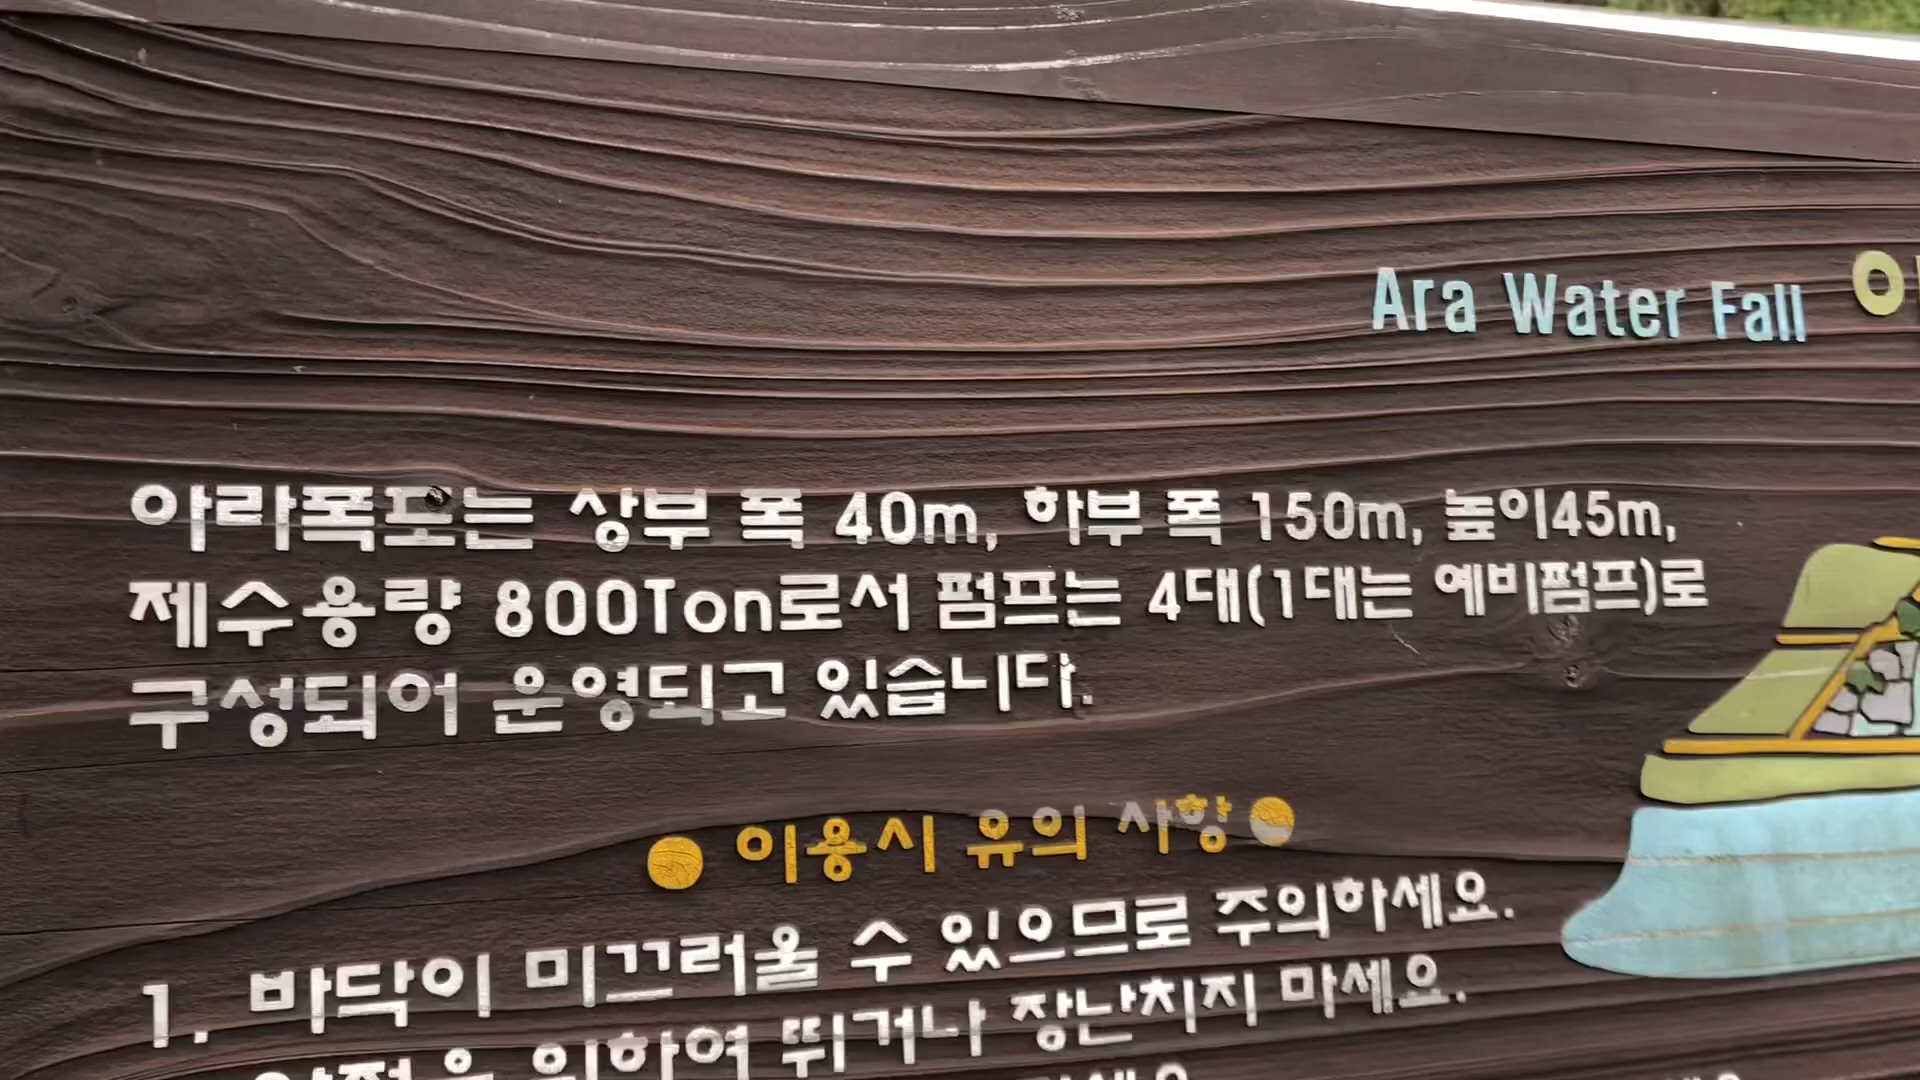 Ara Water Fall
아라폭포는 상부 폭 40m, 하부 폭 150m, 높이45m,
제수용량 800Ton로서 펌프는 4대(1대는 예비펌프)로
구성되어 운영되고 있습니다.
● 이용시 유의 사항 ●
1. 바닥이 미끄러울 수 있으므로 주의하세요.
위하여 뛰거나 장난치지 마세요.